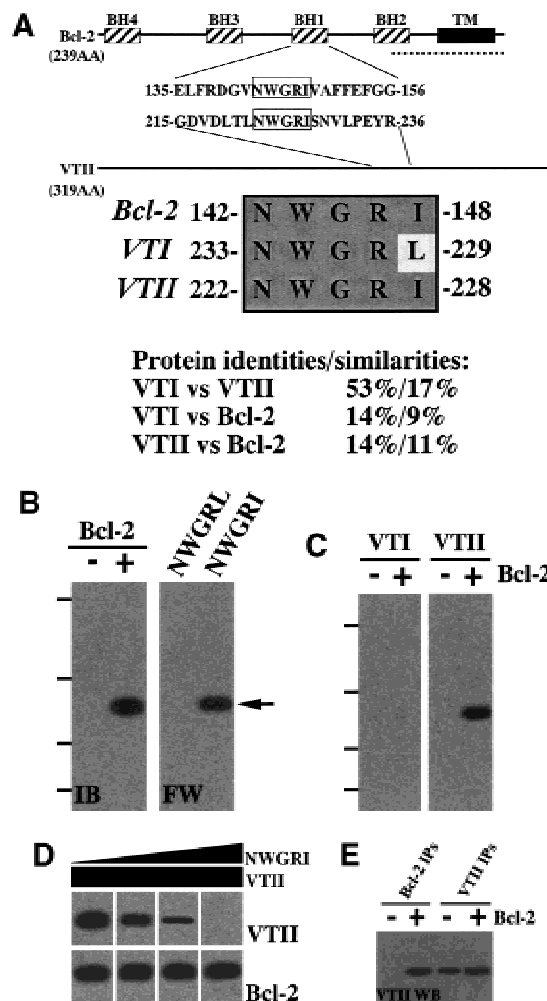 A
BH4 BH3 BH1 BH2 TM
Bcl-2
(239AA)
135-ELFRDGVNWGRIVAFFEFGG-156
215-GDVDLTLNWGRISNVLPEYR-236
VTII
(319AA)
Bcl-2 142- N W G R I -148
VTI 233- N W G R L -229
VTII 222- N W G R I -228
Protein identities/similarities:
VTI vs VTII 53%/17%
VTI vs Bcl-2 14%/9%
VTII vs Bcl-2 14%/11%
B
Bcl-2
- +
NWGRL
NWGRI
IB
FW
C
VTI VTII
- + - + Bcl-2
D
NWGRI
VTII
VTII
Bcl-2
E
Bcl-2 IPs
VTII IPs
- + - + Bcl-2
VTII WB